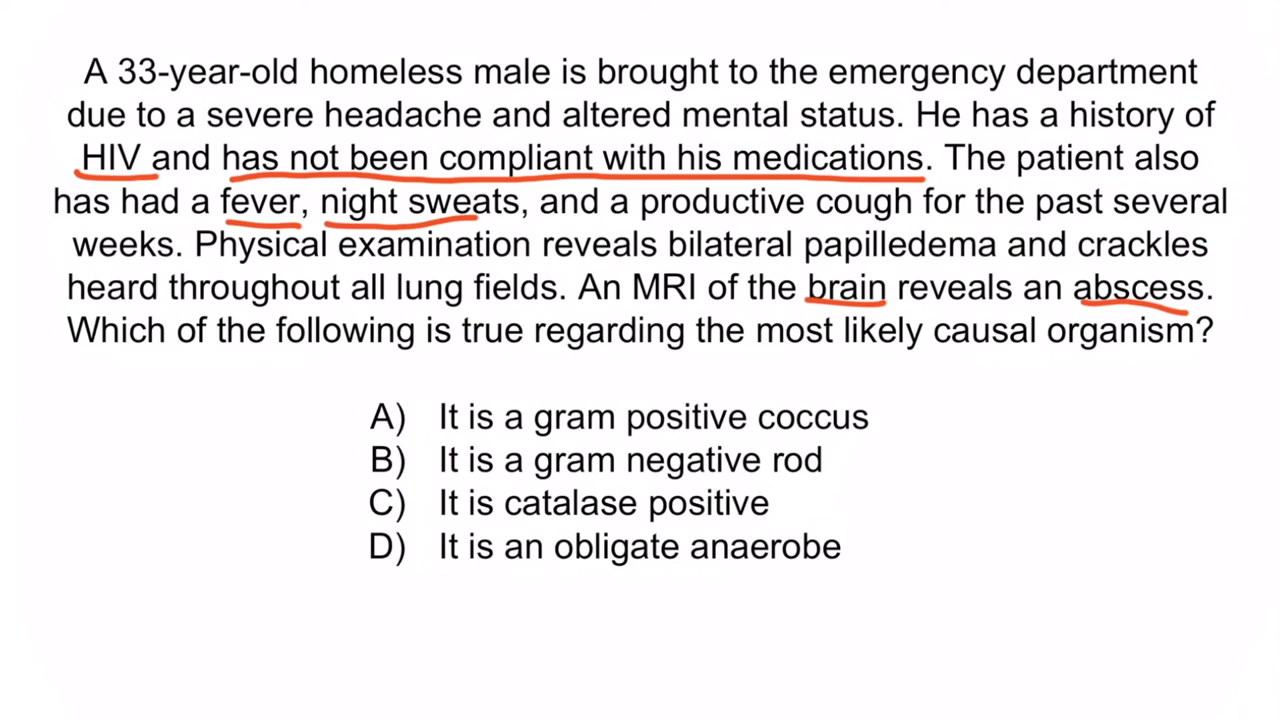 A 33-year-old homeless male is brought to the emergency department
due to a severe headache and altered mental status. He has a history of
HIV and has not been compliant with his medications. The patient also
has had a fever, night sweats, and a productive cough for the past several
weeks. Physical examination reveals bilateral papilledema and crackles
heard throughout all lung fields. An MRI of the brain reveals an abscess.
Which of the following is true regarding the most likely causal organism?
A) It is a gram positive coccus
B) It is a gram negative rod
C) It is catalase positive
D) It is an obligate anaerobe